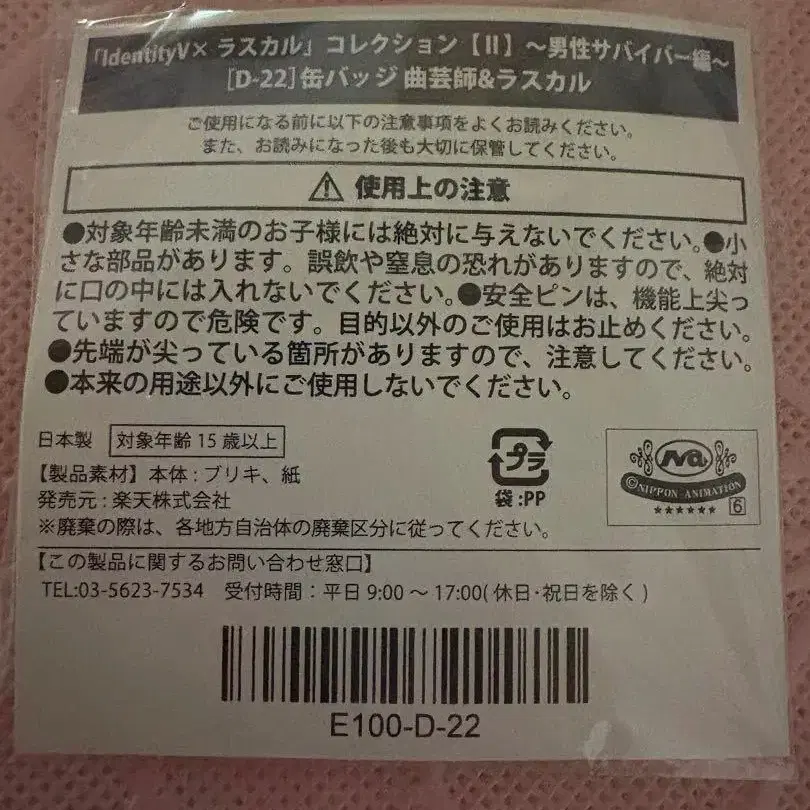 「IdentityV× ラスカル」コレクション【II】～男性サバイバー編～
[D-22]缶バッジ 曲芸師&ラスカル
ご使用になる前に以下の注意事項をよくお読みください。
また、お読みになった後も大切に保管してください。
⚠ 使用上の注意
●対象年齢未満のお子様には絶対に与えないでください。●小
さな部品があります。誤飲や窒息の恐れがありますので、絶対
に口の中には入れないでください。●安全ピンは、機能上尖っ
ていますので危険です。目的以外のご使用はお止めください。
●先端が尖っている箇所がありますので、注意してください。
●本来の用途以外にご使用しないでください。
日本製 対象年齢 15 歳以上
【製品素材】本体：ブリキ、紙
発売元：楽天株式会社
※廃棄の際は、各地方自治体の廃棄区分に従ってください。
プラ
袋:PP
Na
©NIPPON ANIMATION
★★★★★★ 6
【この製品に関するお問い合わせ窓口】
TEL:03-5623-7534 受付時間：平日 9:00 ～ 17:00( 休日・祝日を除く )
E100-D-22